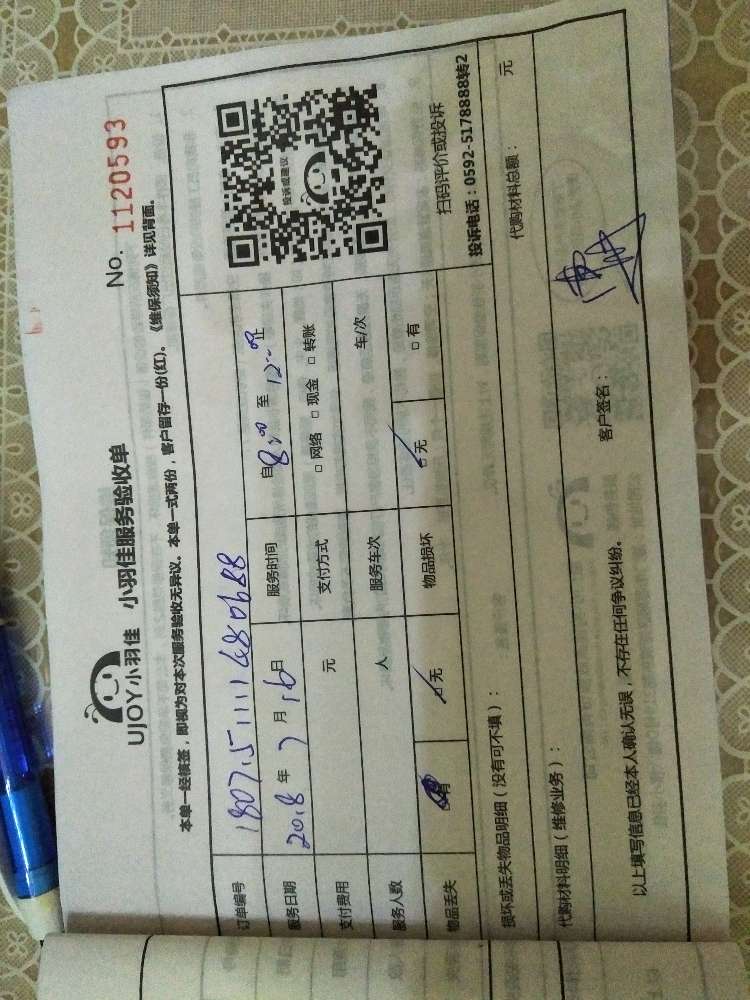 UJOY小羽佳 小羽佳服务验收单
No. 1120593
本单一经核签，即视为对本次服务验收无异议。本单一式两份，客户留存一份(红)。《维保须知》详见背面。
订单编号 1807151111480688
服务日期 2018 年 7 月 16 日 服务时间 自 8:00 至 12:00 止
支付费用 元 支付方式 □ 网络 □ 现金 □ 转账
服务人数 人 服务车次 车/次
物品丢失 □ 有 □ 无 物品损坏 □ 无 □ 有
投诉或建议
扫码评价或投诉
投诉电话：0592-5178888转2
损坏或丢失物品明细（没有可不填）：
代购材料明细（维修业务）： 代购材料总额： 元
以上填写信息已经本人确认无误，不存在任何争议纠纷。 客户签名：